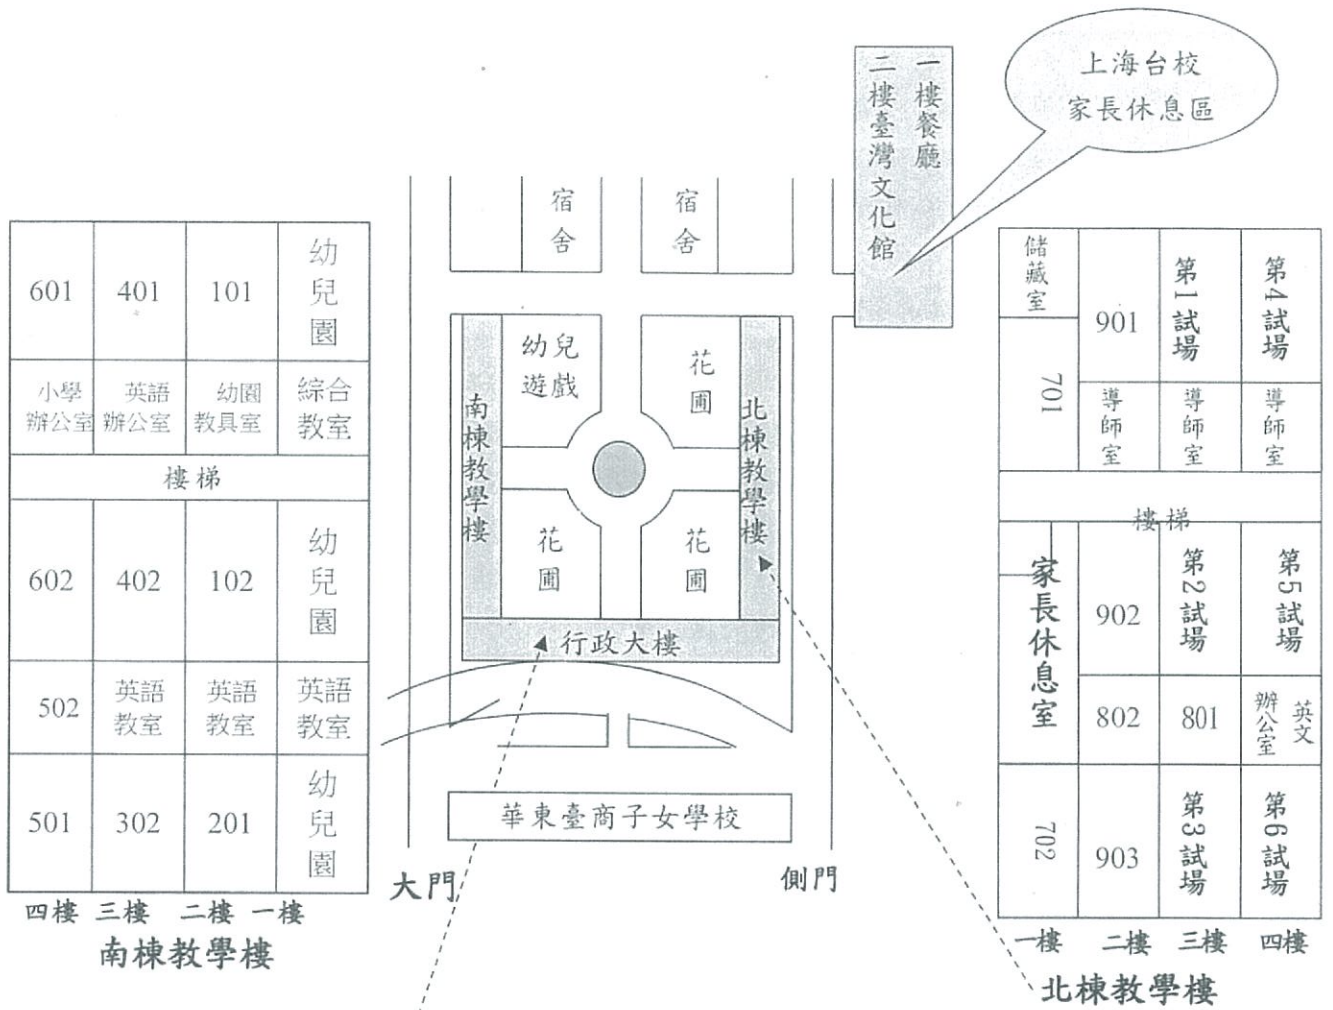 上海台校
家長休息區
一樓餐廳
二樓臺灣文化館
宿舍
宿舍
幼兒
遊戲
花圃
花圃
花圃
南棟教學樓
北棟教學樓
行政大樓
華東臺商子女學校
大門
側門
601
401
101
幼兒園
小學
辦公室
英語
辦公室
幼園
教具室
綜合
教室
樓梯
602
402
102
幼兒園
502
英語
教室
英語
教室
英語
教室
501
302
201
幼兒園
四樓 三樓 二樓 一樓
南棟教學樓
儲藏室
901
第1試場
第4試場
701
導師室
導師室
導師室
樓梯
家長休息室
902
第2試場
第5試場
802
801
英文
辦公室
702
903
第3試場
第6試場
一樓 二樓 三樓 四樓
北棟教學樓